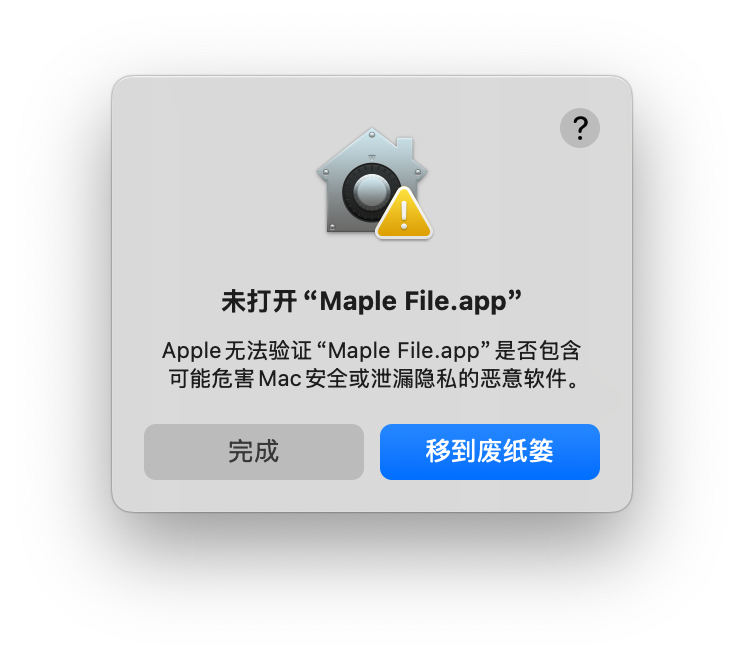 ?
未打开“Maple File.app”
Apple无法验证“Maple File.app”是否包含
可能危害Mac安全或泄漏隐私的恶意软件。
完成
移到废纸篓